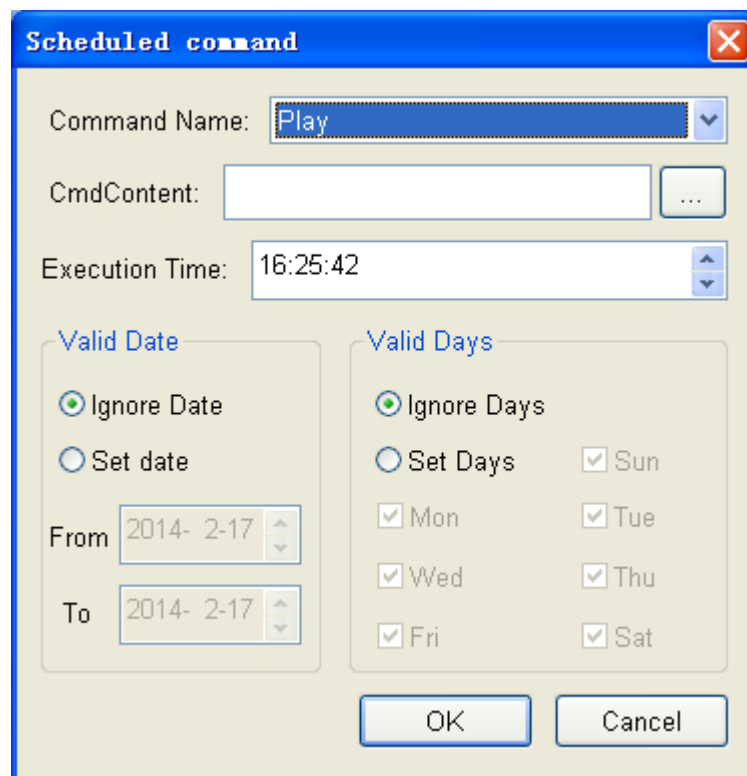 Scheduled command
Command Name: Play
CmdContent: ...
Execution Time: 16:25:42
Valid Date
Ignore Date
Set date
From 2014- 2-17
To 2014- 2-17
Valid Days
Ignore Days
Set Days Sun
Mon Tue
Wed Thu
Fri Sat
OK Cancel